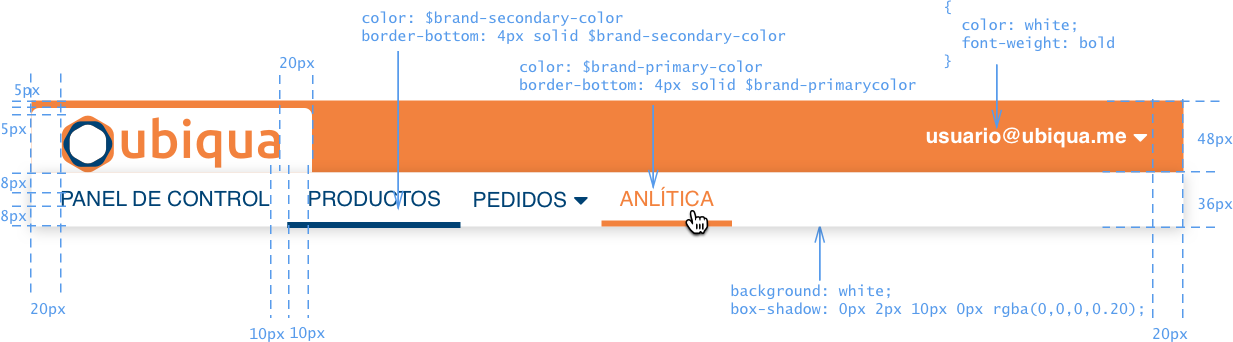 {
color: white;
font-weight: bold
}
color: $brand-secondary-color
border-bottom: 4px solid $brand-secondary-color
color: $brand-primary-color
border-bottom: 4px solid $brand-primarycolor
20px
5px
5px
ubiqua
usuario@ubiqua.me
48px
8px
PANEL DE CONTROL
PRODUCTOS
PEDIDOS
ANLÍTICA
36px
8px
background: white;
box-shadow: 0px 2px 10px 0px rgba(0,0,0,0.20);
20px
10px
10px
20px